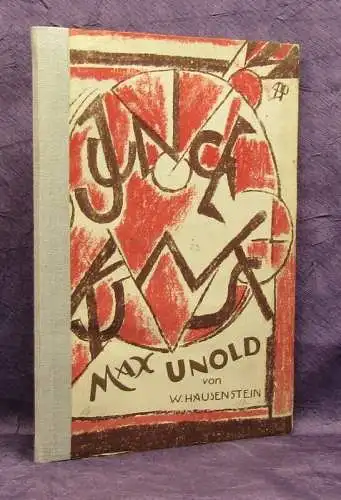 JUNGE
KUNST
MAX UNOLD
von
W. HAUSENSTEIN